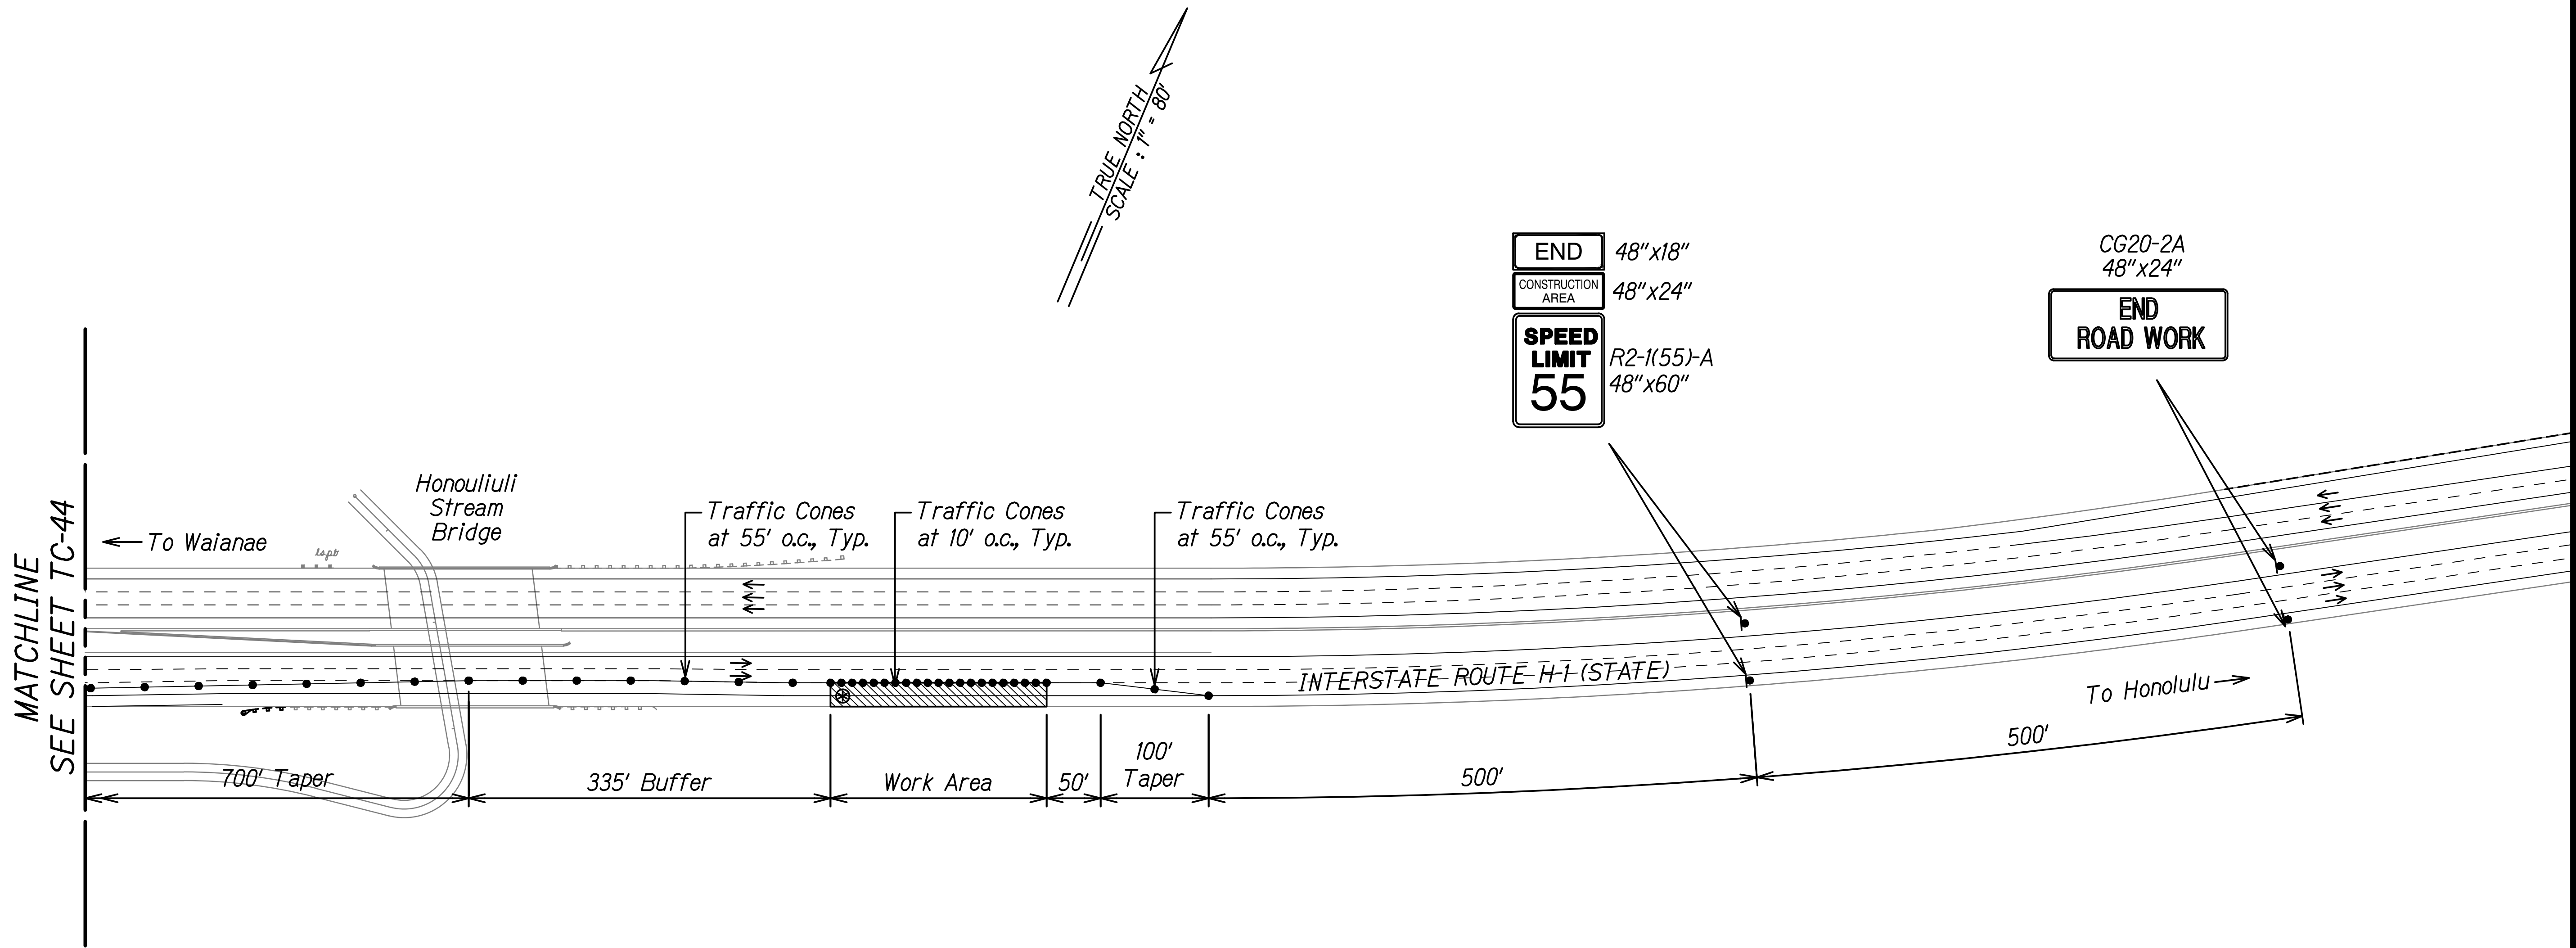 TRUE NORTH
SCALE : 1" = 80'
END
48"x18"
CONSTRUCTION
AREA
48"x24"
SPEED
LIMIT
55
R2-1(55)-A
48"x60"
CG20-2A
48"x24"
END
ROAD WORK
MATCHLINE
SEE SHEET TC-44
To Waianae
lspb
Honouliuli
Stream
Bridge
Traffic Cones
at 55' o.c., Typ.
Traffic Cones
at 10' o.c., Typ.
Traffic Cones
at 55' o.c., Typ.
INTERSTATE ROUTE H-1 (STATE)
To Honolulu
700' Taper
335' Buffer
Work Area
50'
100'
Taper
500'
500'